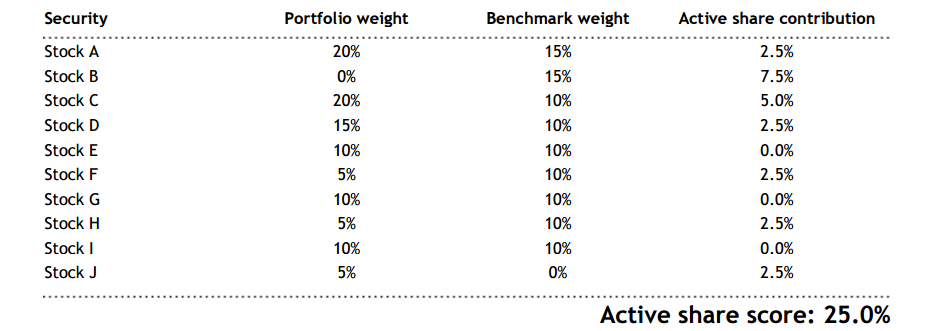 Security Portfolio weight Benchmark weight Active share contribution
Stock A 20% 15% 2.5%
Stock B 0% 15% 7.5%
Stock C 20% 10% 5.0%
Stock D 15% 10% 2.5%
Stock E 10% 10% 0.0%
Stock F 5% 10% 2.5%
Stock G 10% 10% 0.0%
Stock H 5% 10% 2.5%
Stock I 10% 10% 0.0%
Stock J 5% 0% 2.5%
Active share score: 25.0%